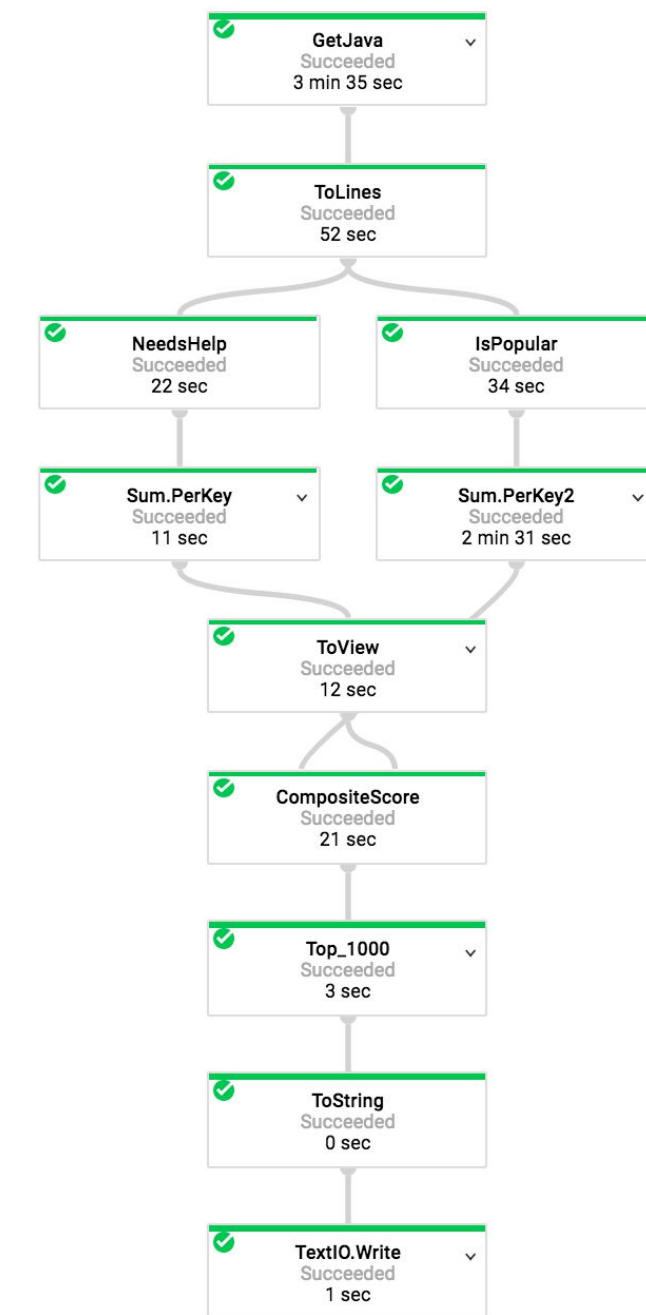 GetJava
Succeeded
3 min 35 sec
ToLines
Succeeded
52 sec
NeedsHelp
Succeeded
22 sec
IsPopular
Succeeded
34 sec
Sum.PerKey
Succeeded
11 sec
Sum.PerKey2
Succeeded
2 min 31 sec
ToView
Succeeded
12 sec
CompositeScore
Succeeded
21 sec
Top_1000
Succeeded
3 sec
ToString
Succeeded
0 sec
TextIO.Write
Succeeded
1 sec